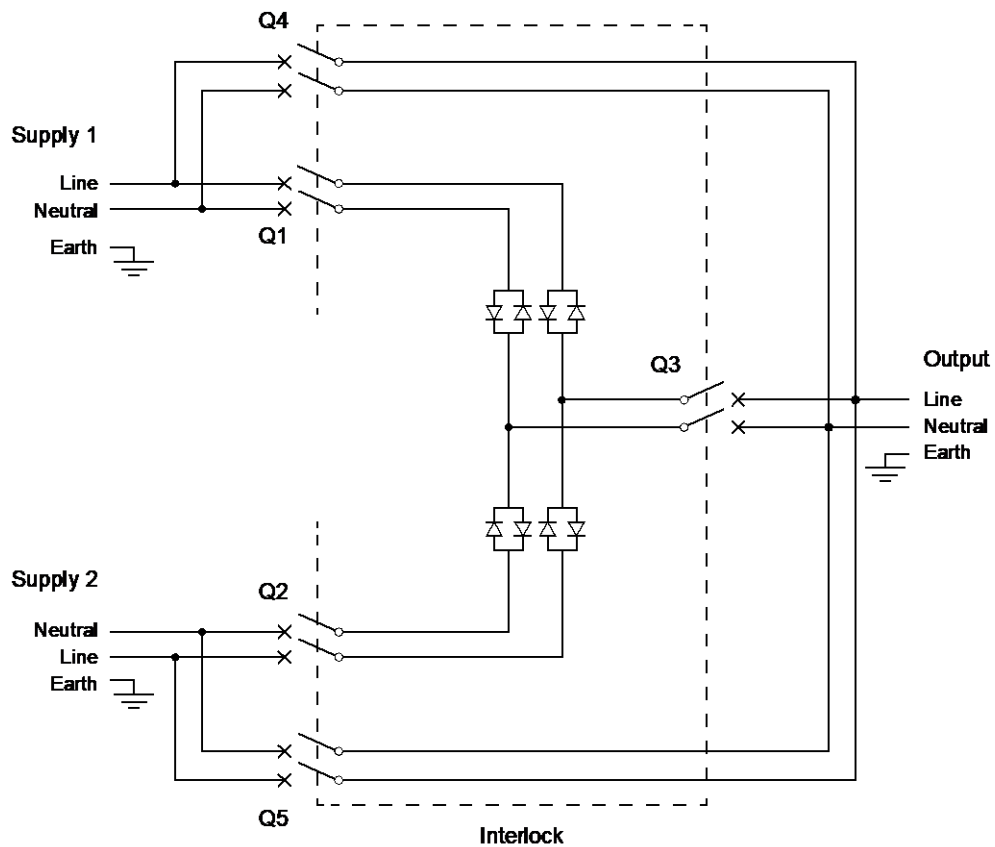 Q4
Supply 1
Line
Neutral
Q1
Earth
Q3
Output
Line
Neutral
Earth
Supply 2
Q2
Neutral
Line
Earth
Q5
Interlock